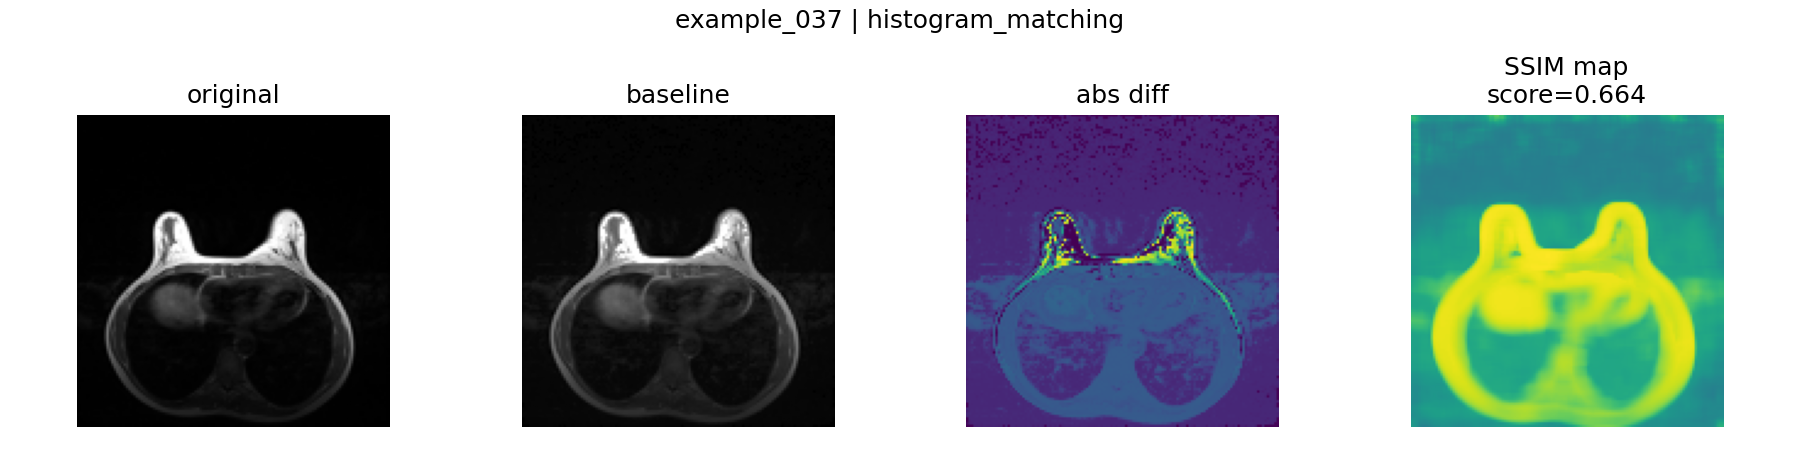 example_037 | histogram_matching
original
baseline
abs diff
SSIM map
score=0.664